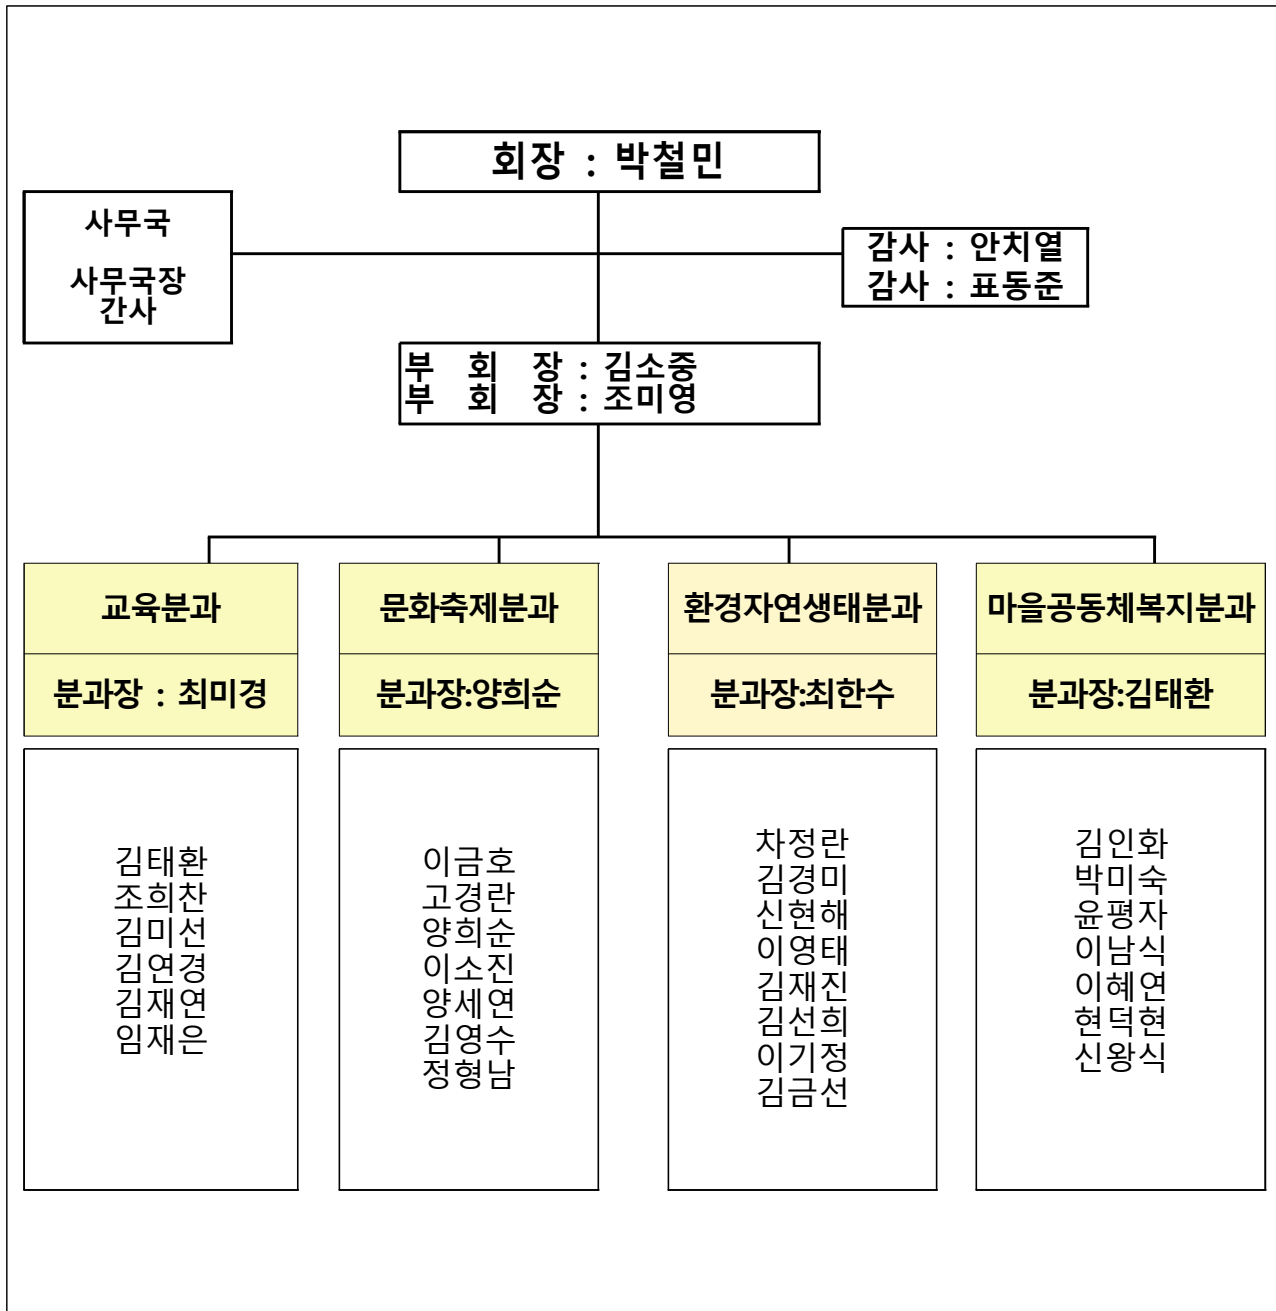 회장 : 박철민
사무국
사무국장
간사
감사 : 안치열
감사 : 표동준
부 회 장 : 김소중
부 회 장 : 조미영
교육분과
분과장 : 최미경
김태환
조희찬
김미선
김연경
김재연
임재은
문화축제분과
분과장:양희순
이금호
고경란
양희순
이소진
양세연
김영수
정형남
환경자연생태분과
분과장:최한수
차정란
김경미
신현해
이영태
김재진
김선희
이기정
김금선
마을공동체복지분과
분과장:김태환
김인화
박미숙
윤평자
이남식
이혜연
현덕현
신왕식